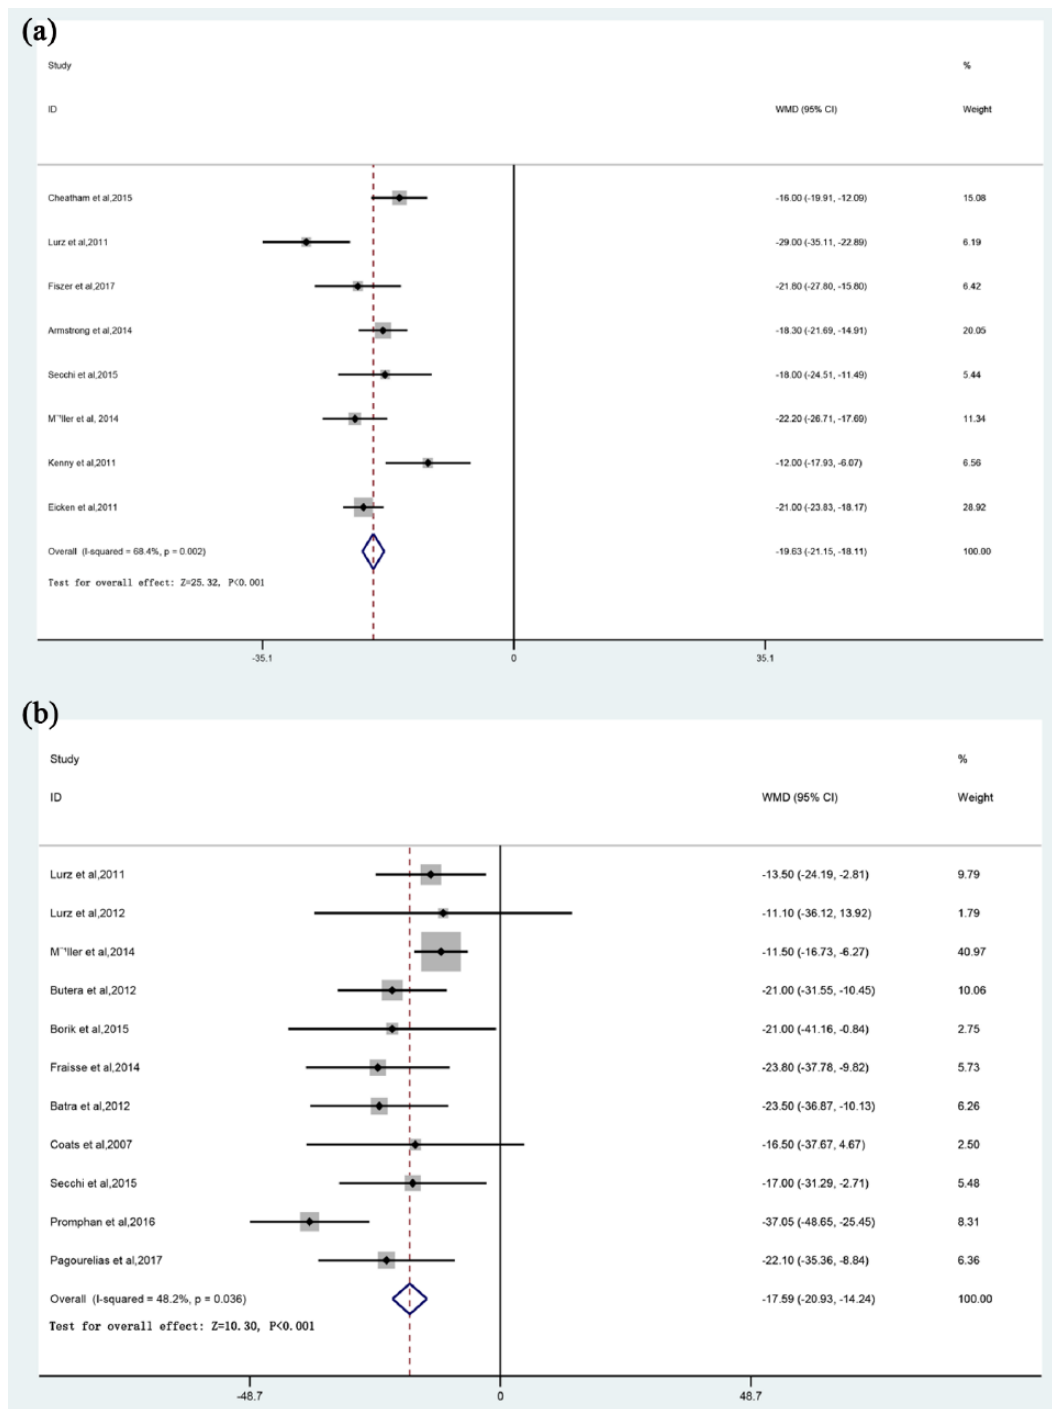 (a)
Study %
ID WMD (95% CI) Weight
Cheatham et al,2015 -16.00 (-19.91, -12.09) 15.08
Lurz et al,2011 -29.00 (-35.11, -22.89) 6.19
Fiszer et al,2017 -21.80 (-27.80, -15.80) 6.42
Armstrong et al,2014 -18.30 (-21.69, -14.91) 20.05
Secchi et al,2015 -18.00 (-24.51, -11.49) 5.44
M¨¹ller et al, 2014 -22.20 (-26.71, -17.69) 11.34
Kenny et al,2011 -12.00 (-17.93, -6.07) 6.56
Eicken et al,2011 -21.00 (-23.83, -18.17) 28.92
Overall (I-squared = 68.4%, p = 0.002) -19.63 (-21.15, -18.11) 100.00
Test for overall effect: Z=25.32, P<0.001
-35.1 0 35.1
(b)
Study %
ID WMD (95% CI) Weight
Lurz et al,2011 -13.50 (-24.19, -2.81) 9.79
Lurz et al,2012 -11.10 (-36.12, 13.92) 1.79
M¨¹ller et al,2014 -11.50 (-16.73, -6.27) 40.97
Butera et al,2012 -21.00 (-31.55, -10.45) 10.06
Borik et al,2015 -21.00 (-41.16, -0.84) 2.75
Fraisse et al,2014 -23.80 (-37.78, -9.82) 5.73
Batra et al,2012 -23.50 (-36.87, -10.13) 6.26
Coats et al,2007 -16.50 (-37.67, 4.67) 2.50
Secchi et al,2015 -17.00 (-31.29, -2.71) 5.48
Promphan et al,2016 -37.05 (-48.65, -25.45) 8.31
Pagourelias et al,2017 -22.10 (-35.36, -8.84) 6.36
Overall (I-squared = 48.2%, p = 0.036) -17.59 (-20.93, -14.24) 100.00
Test for overall effect: Z=10.30, P<0.001
-48.7 0 48.7